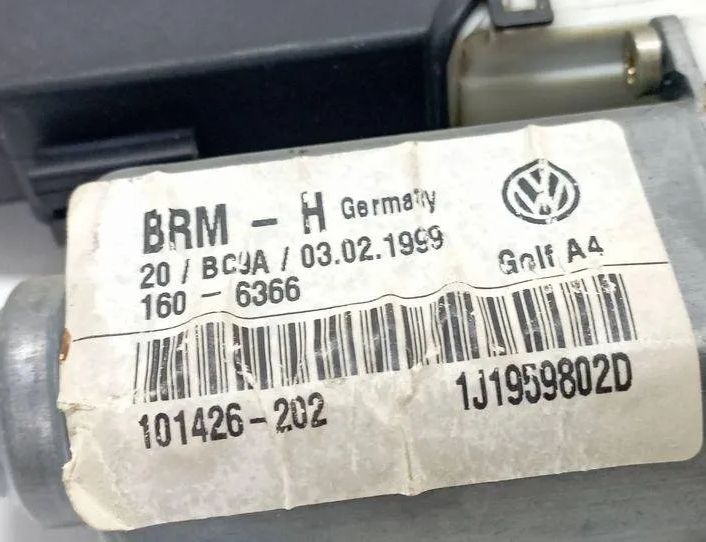 BRM - H Germany
20 / BC9A / 03.02.1999
160 - 6366
Golf A4
101426-202
1J1959802D